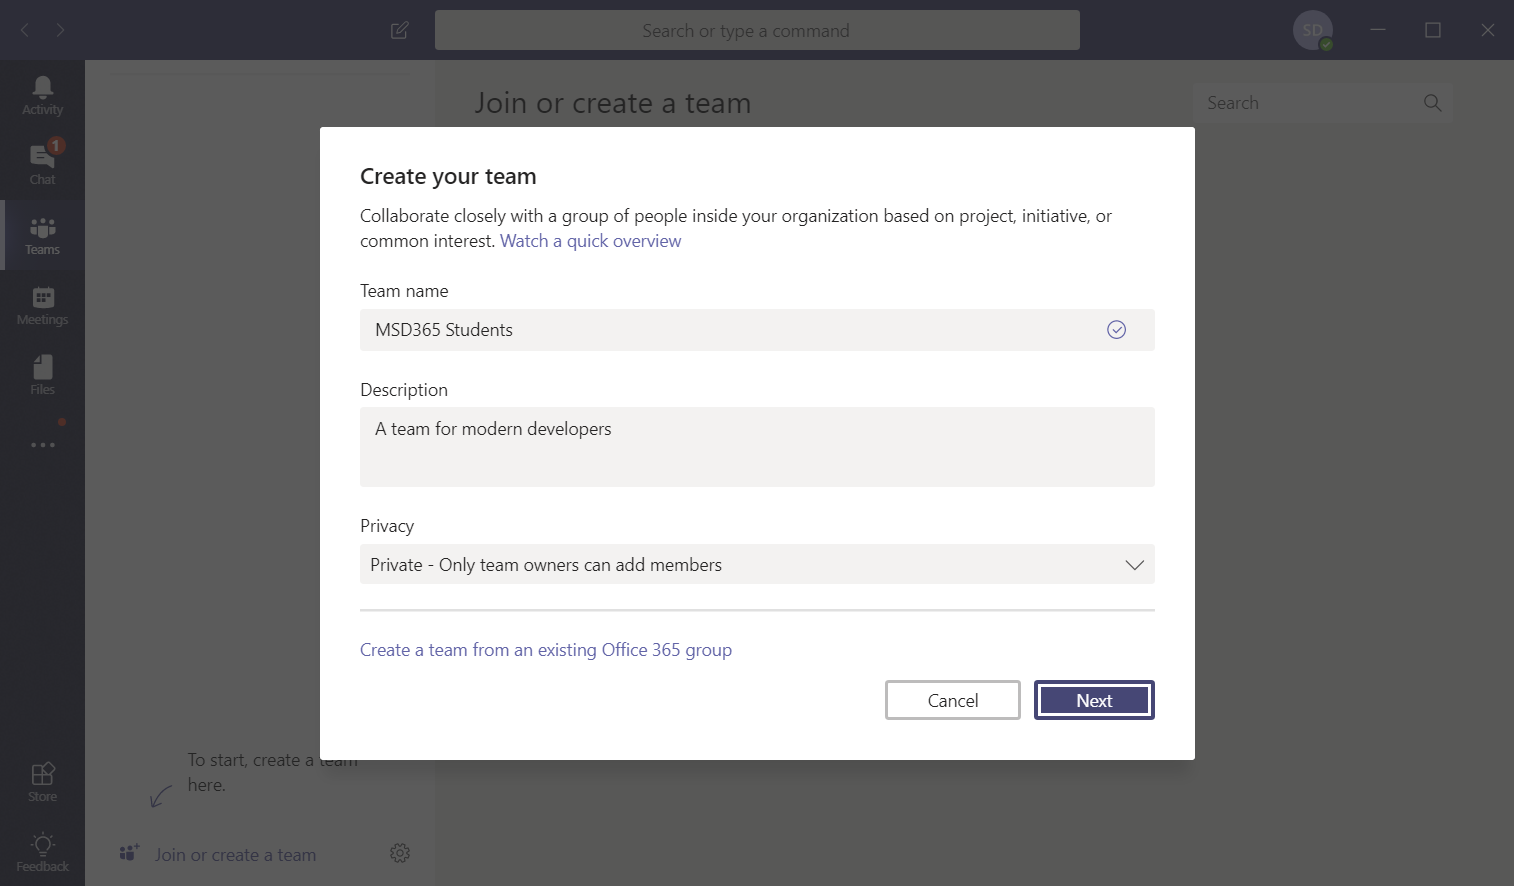 Search or type a command
SD
Activity
1
Chat
Teams
Meetings
Files
Store
Feedback
Join or create a team
Search
Create your team
Collaborate closely with a group of people inside your organization based on project, initiative, or
common interest. Watch a quick overview
Team name
MSD365 Students
Description
A team for modern developers
Privacy
Private - Only team owners can add members
Create a team from an existing Office 365 group
Cancel
Next
To start, create a team
here.
Join or create a team